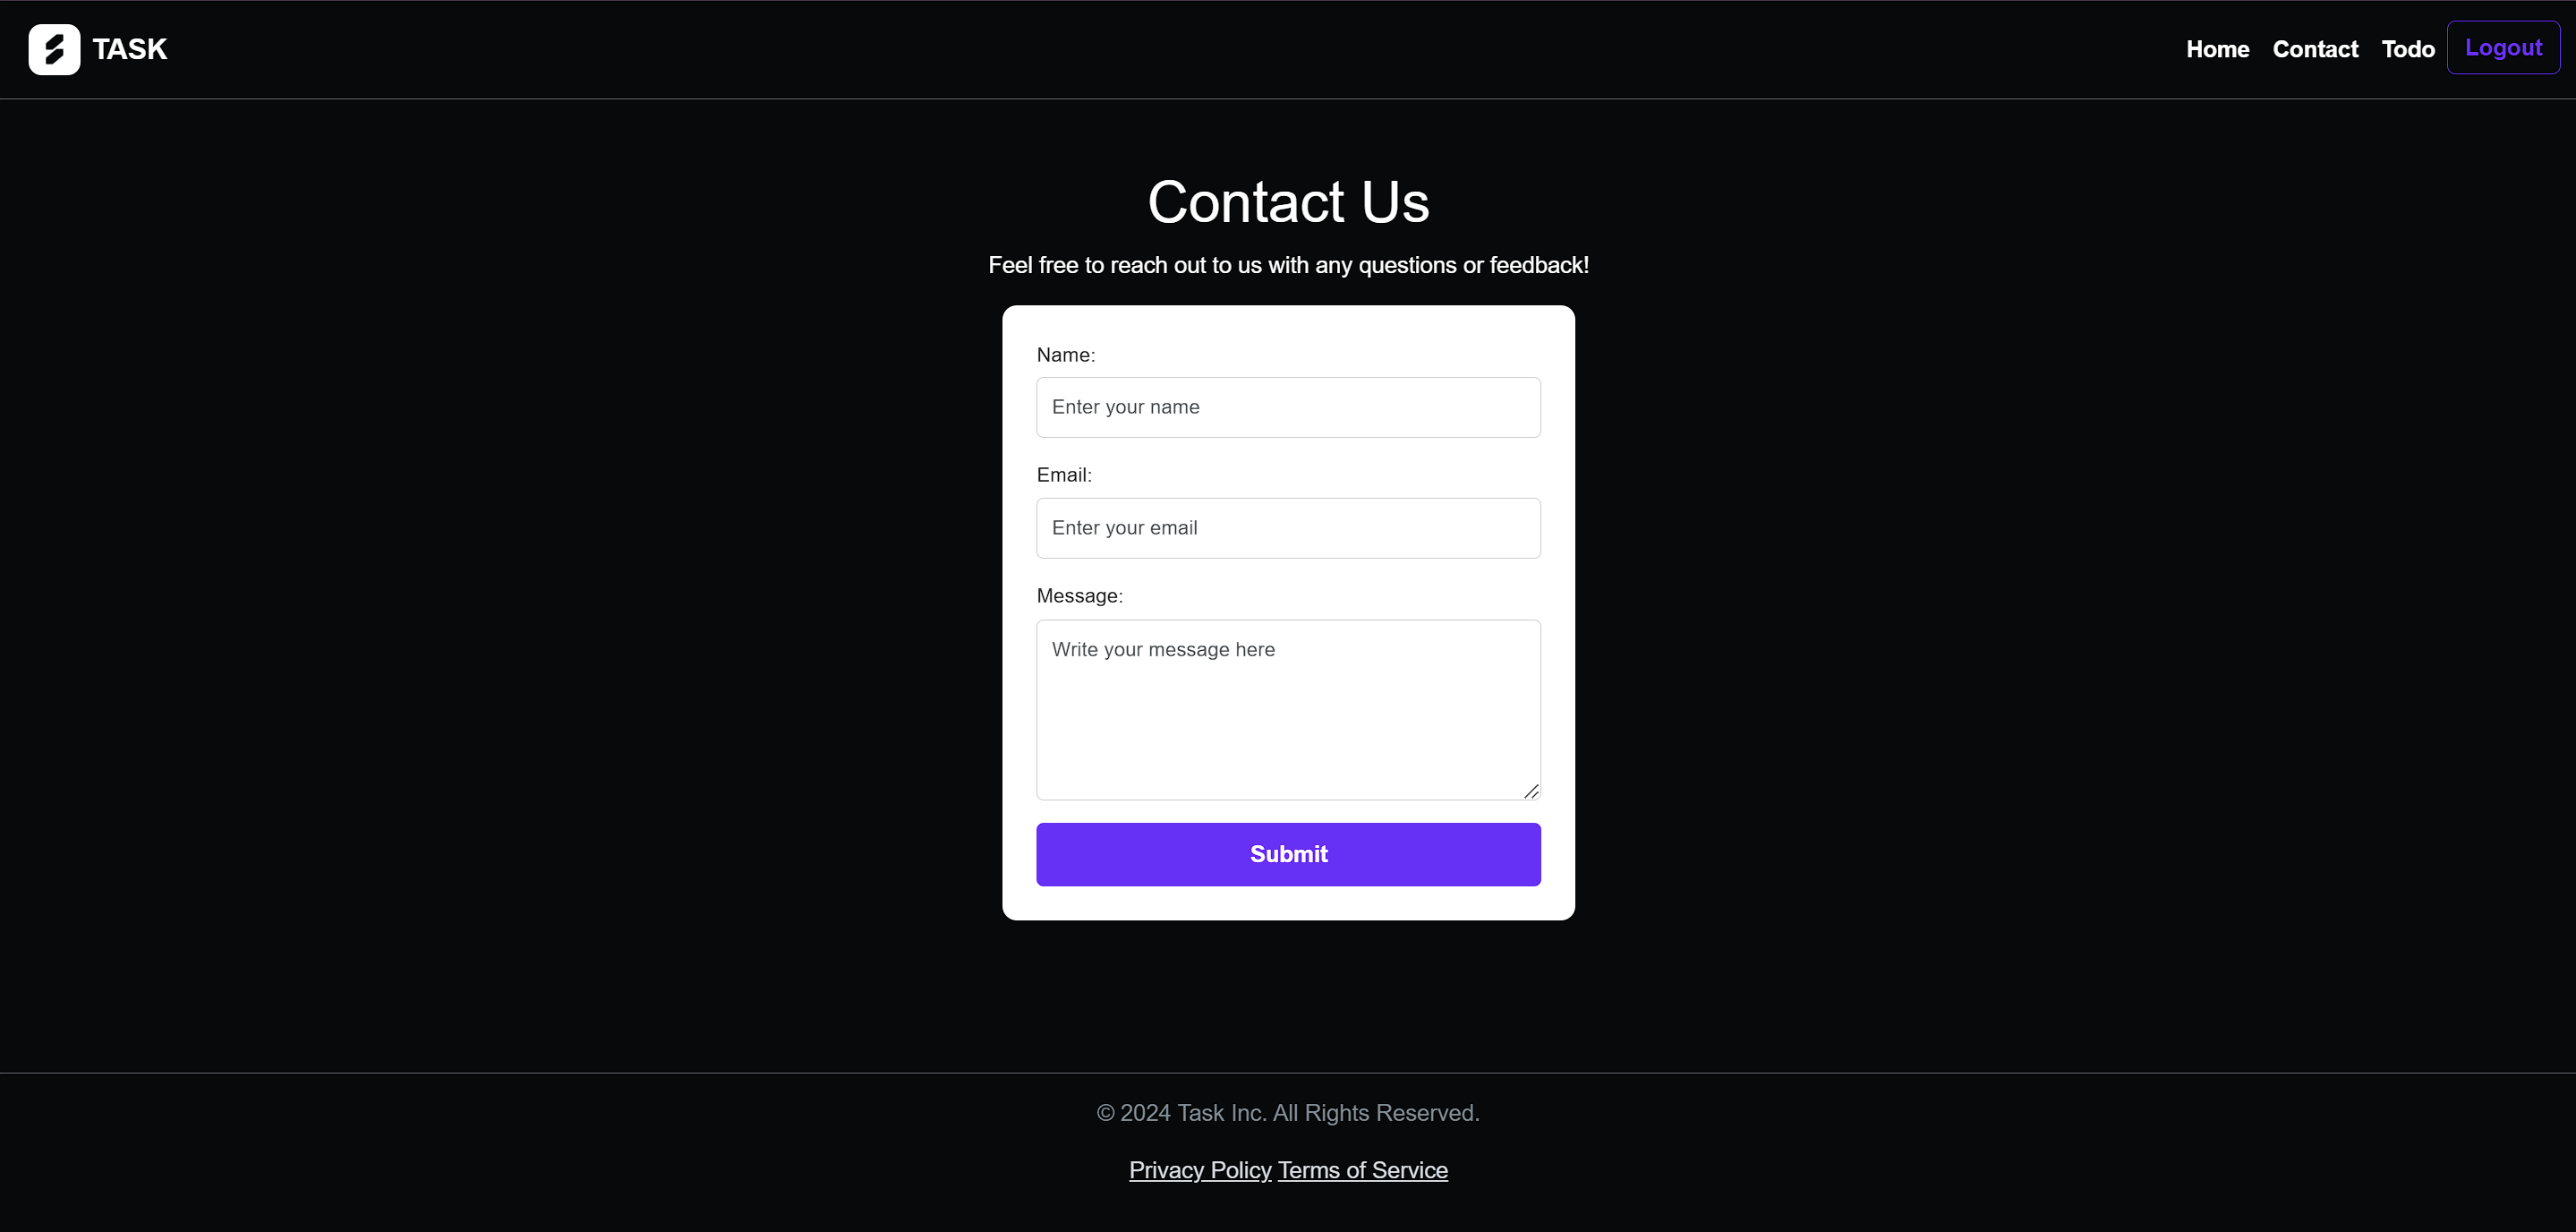 TASK
Home Contact Todo Logout
Contact Us
Feel free to reach out to us with any questions or feedback!
Name:
Enter your name
Email:
Enter your email
Message:
Write your message here
Submit
© 2024 Task Inc. All Rights Reserved.
Privacy Policy Terms of Service